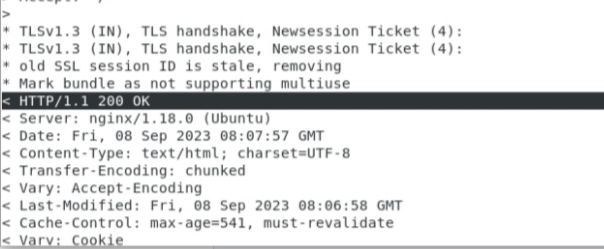 >
* TLSv1.3 (IN), TLS handshake, Newsession Ticket (4):
* TLSv1.3 (IN), TLS handshake, Newsession Ticket (4):
* old SSL session ID is stale, removing
* Mark bundle as not supporting multiuse
< HTTP/1.1 200 OK
< Server: nginx/1.18.0 (Ubuntu)
< Date: Fri, 08 Sep 2023 08:07:57 GMT
< Content-Type: text/html; charset=UTF-8
< Transfer-Encoding: chunked
< Vary: Accept-Encoding
< Last-Modified: Fri, 08 Sep 2023 08:06:58 GMT
< Cache-Control: max-age=541, must-revalidate
< Vary: Cookie